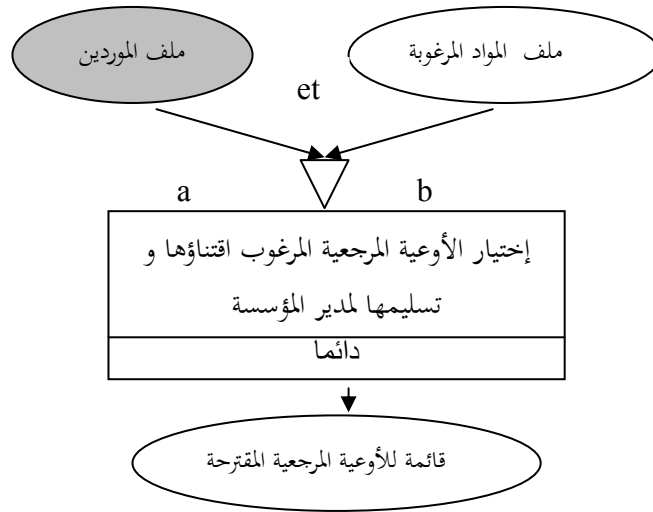 ملف المواد المرغوبة
ملف الموردين
et
a
b
إختيار الأوعية المرجعية المرغوب اقتناؤها و
تسليمها لمدير المؤسسة
دائما
قائمة للأوعية المرجعية المقترحة